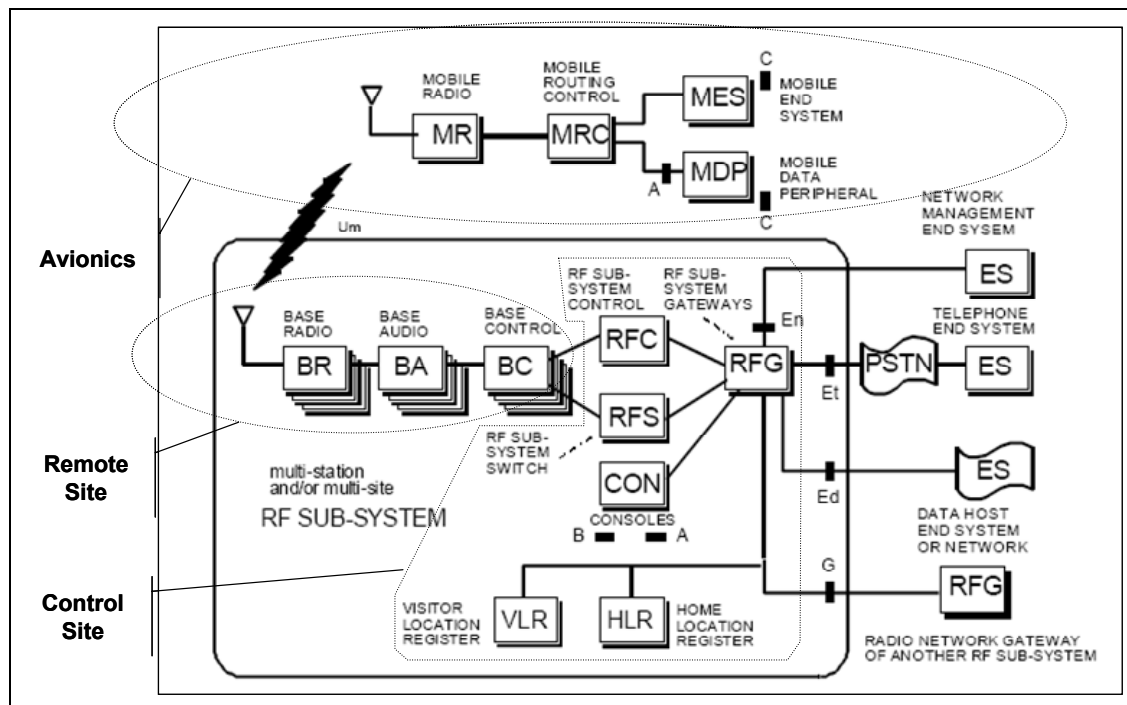 C
MOBILE
RADIO
MOBILE
ROUTING
CONTROL
MR
MRC
MES
MOBILE
END
SYSTEM
A
MDP
MOBILE
DATA
PERIPHERAL
C
Um
Avionics
NETWORK
MANAGEMENT
END SYSEM
ES
BASE
RADIO
BASE
AUDIO
BASE
CONTROL
RF SUB-
SYSTEM
CONTROL
RF SUB-
SYSTEM
GATEWAYS
En
TELEPHONE
END SYSTEM
BR
BA
BC
RFC
RFG
Et
PSTN
ES
RFS
RF SUB-
SYSTEM
SWITCH
Remote
Site
multi-station
and/or multi-site
RF SUB-SYSTEM
CON
CONSOLES
B
A
Ed
ES
DATA HOST
END SYSTEM
OR NETWORK
G
RFG
RADIO NETWORK GATEWAY
OF ANOTHER RF SUB-SYSTEM
Control
Site
VISITOR
LOCATION
REGISTER
VLR
HLR
HOME
LOCATION
REGISTER